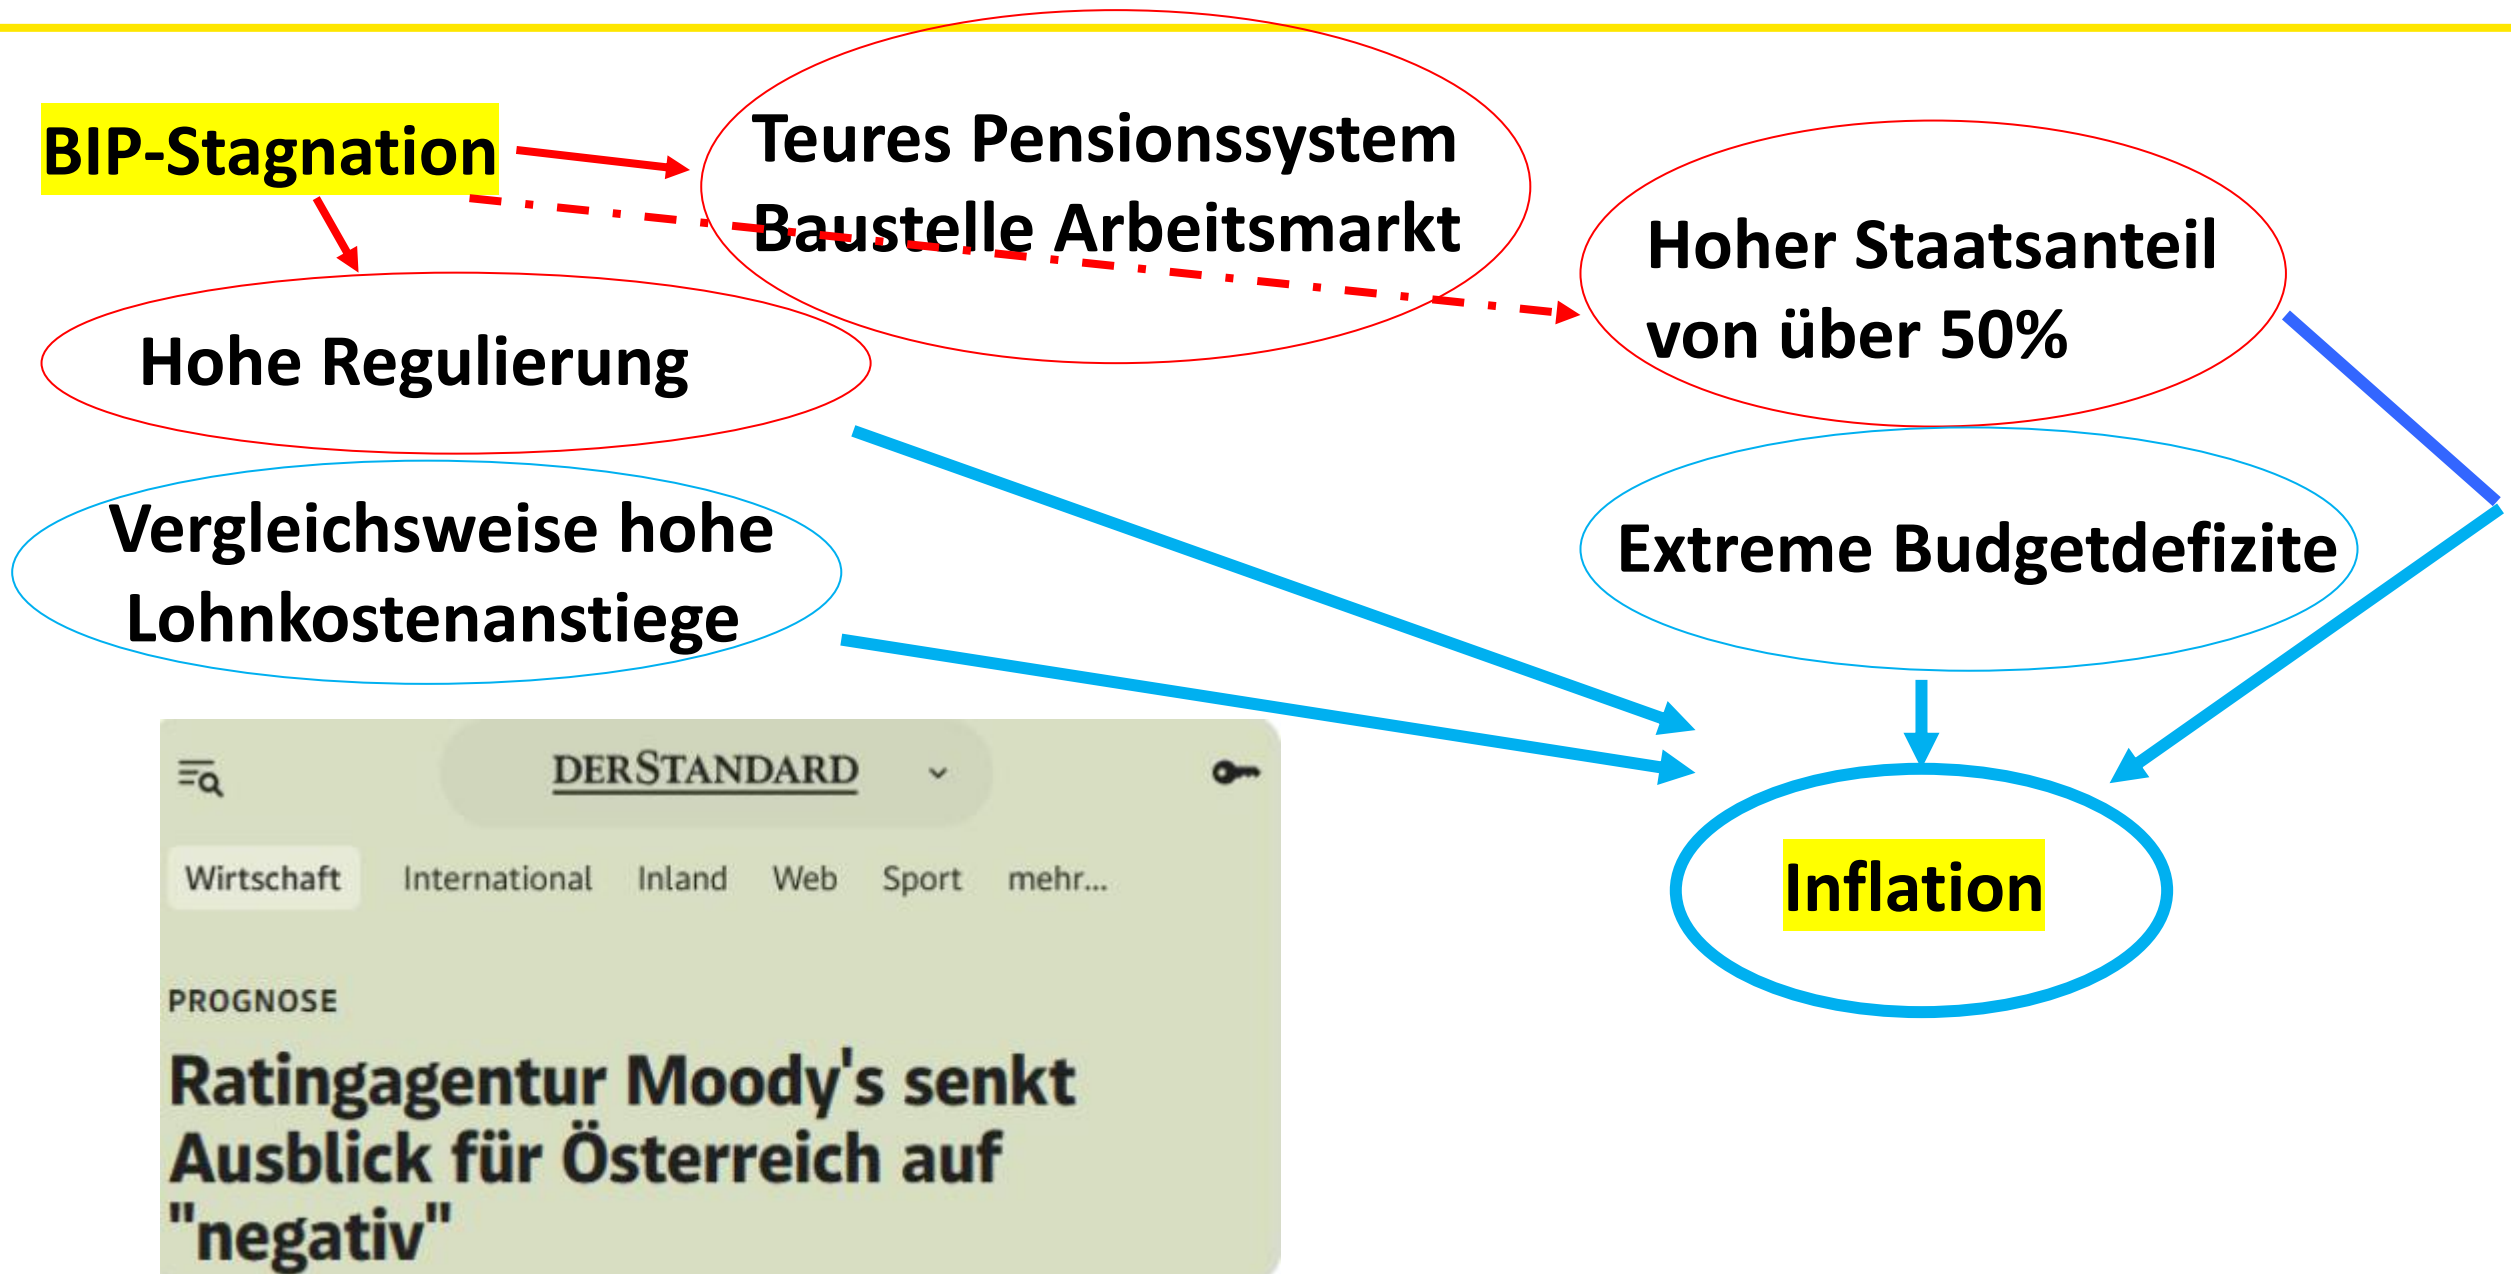 BIP-Stagnation
Teures Pensionssystem
Baustelle Arbeitsmarkt
Hoher Staatsanteil
von über 50%
Hohe Regulierung
Vergleichsweise hohe
Lohnkostenanstiege
Extreme Budgetdefizite
Inflation
DERSTANDARD
Wirtschaft International Inland Web Sport mehr...
PROGNOSE
Ratingagentur Moody's senkt
Ausblick für Österreich auf
"negativ"